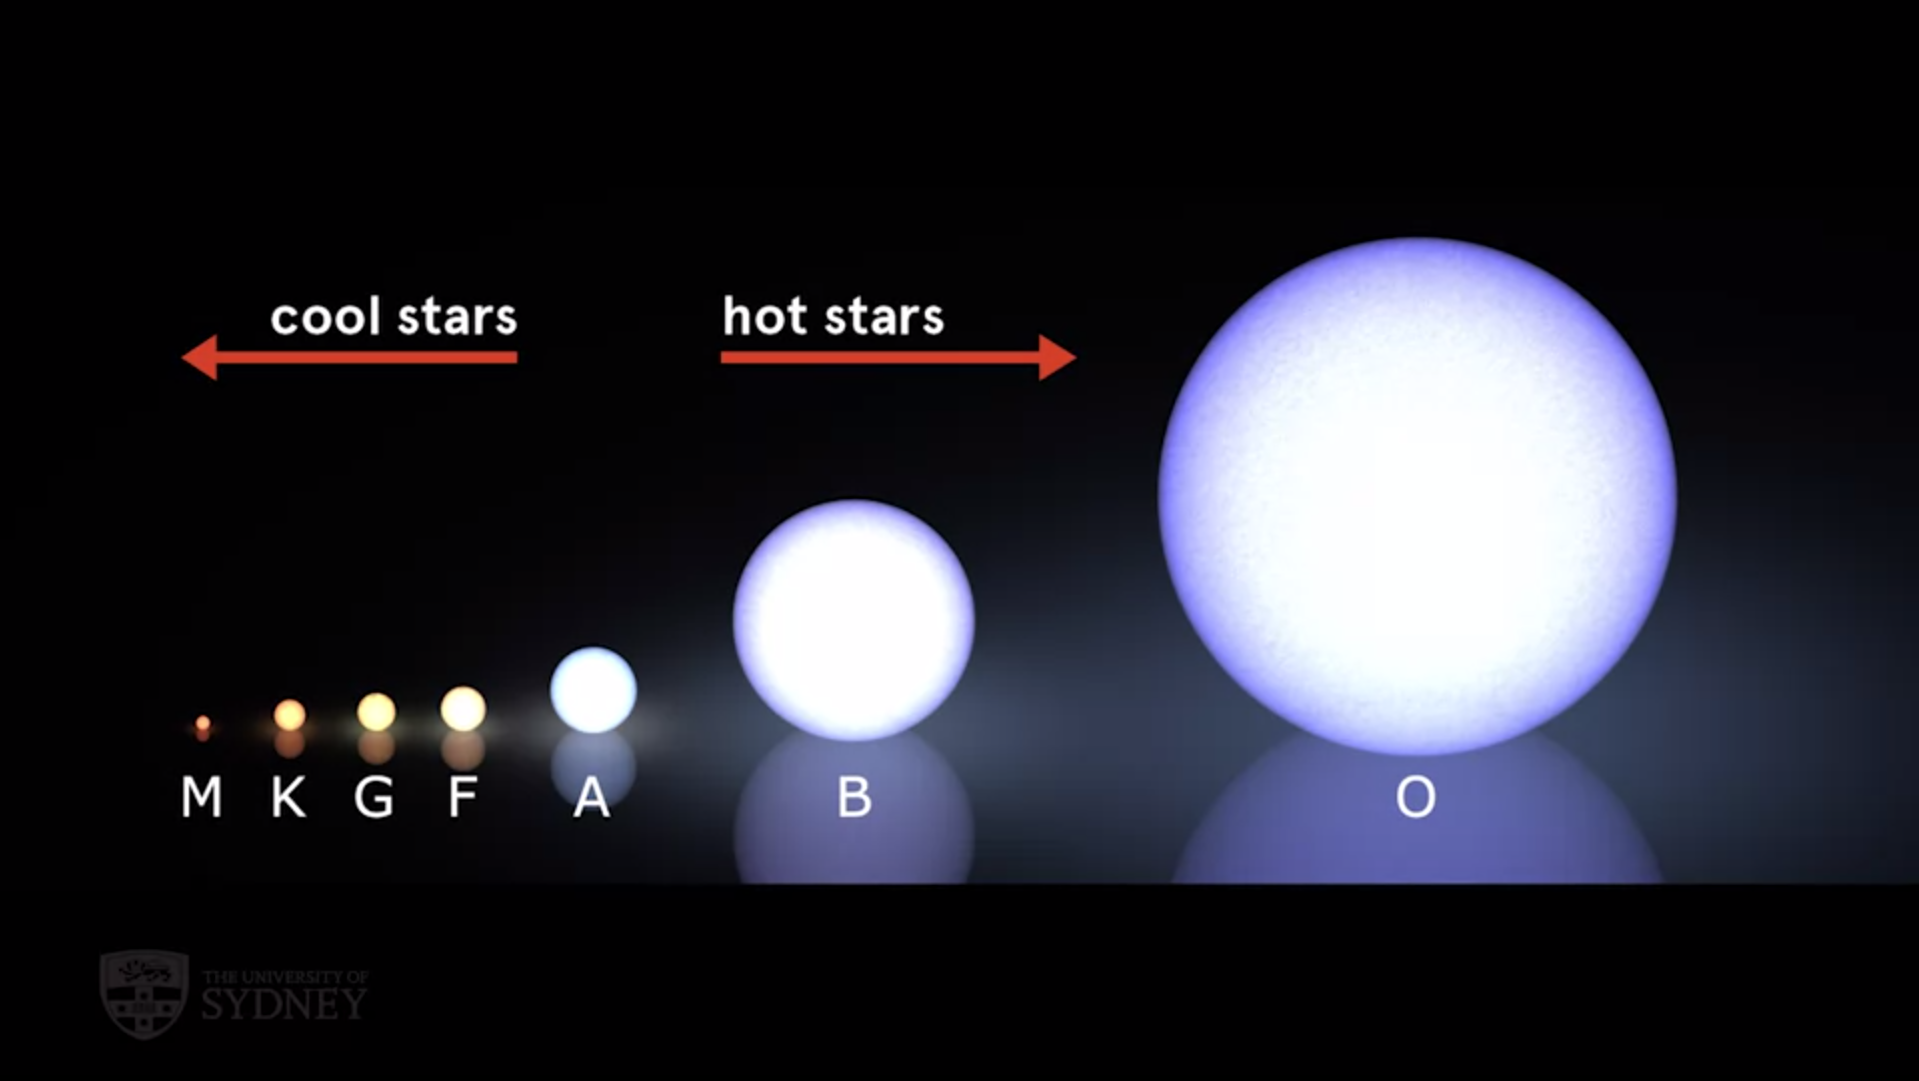 cool stars
hot stars
M K G F A B O
THE UNIVERSITY OF
SYDNEY